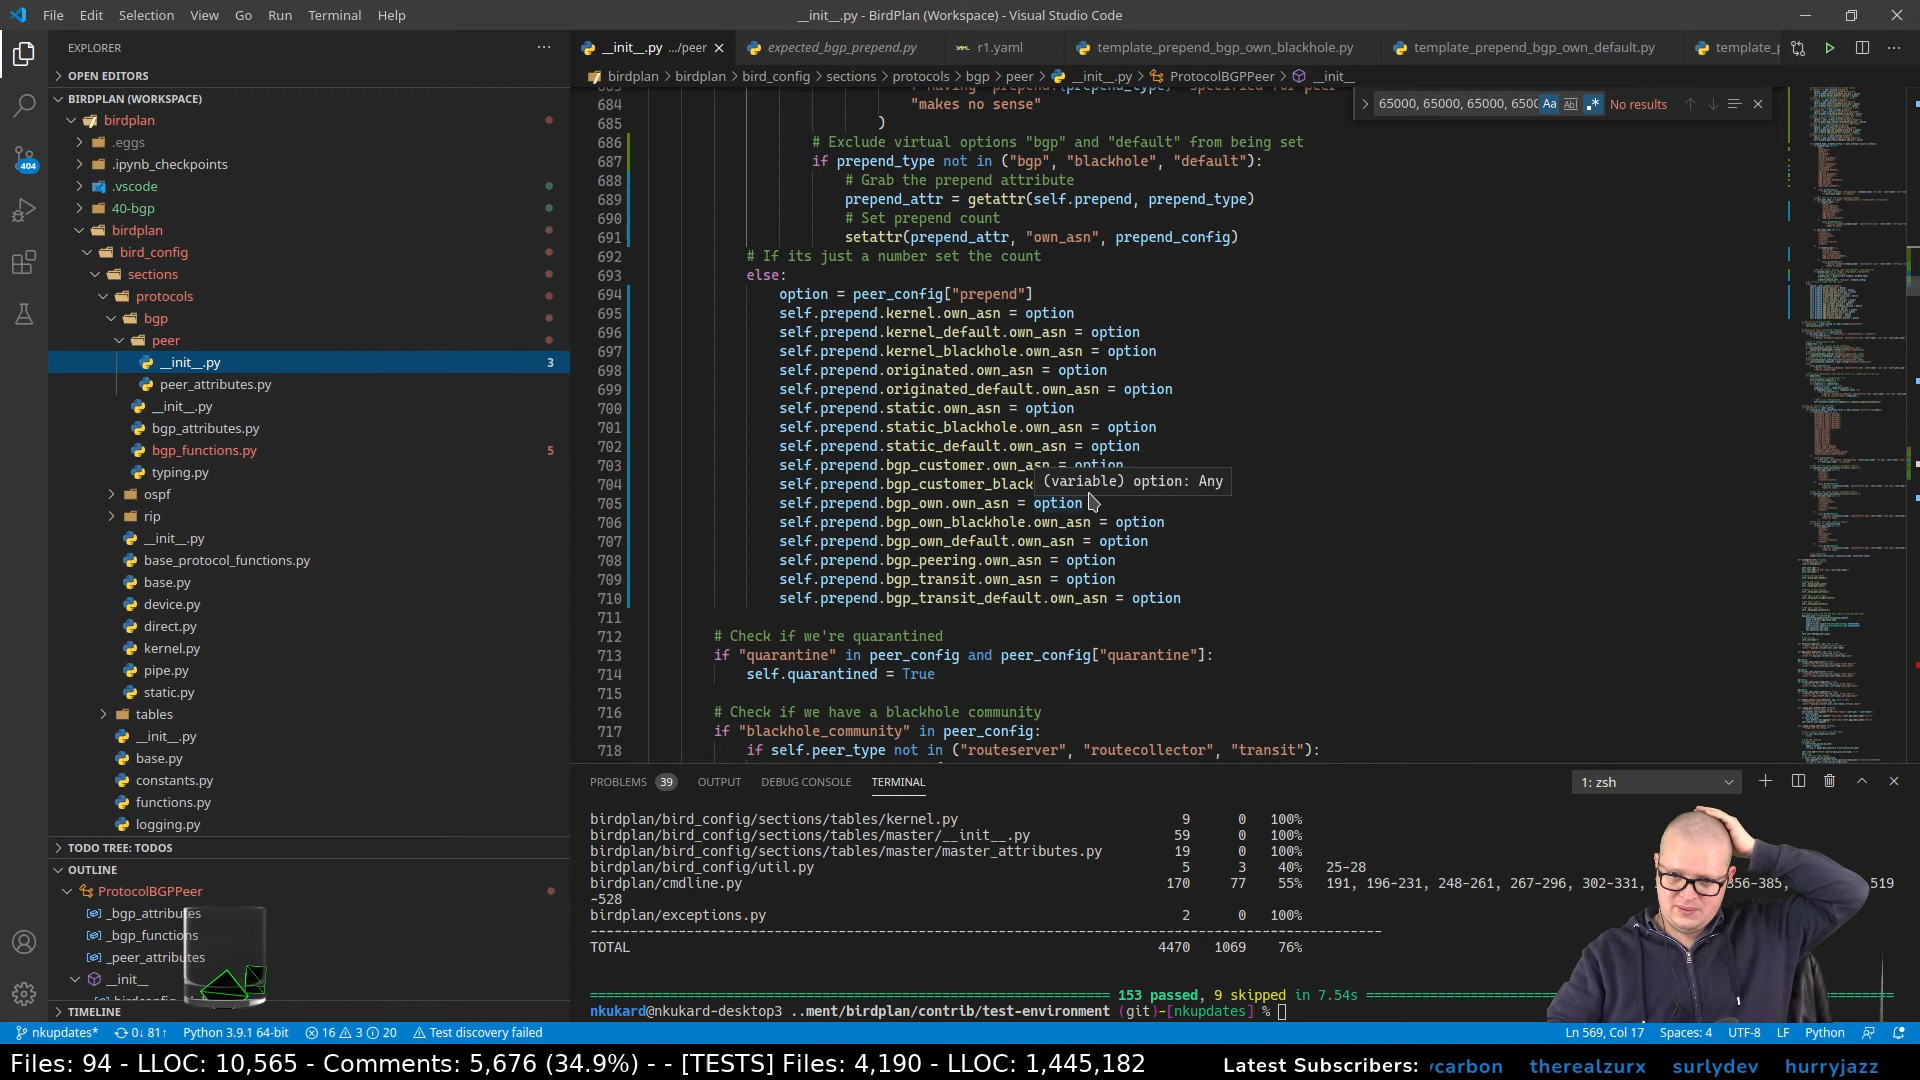 File Edit Selection View Go Run Terminal Help
__init__.py - BirdPlan (Workspace) - Visual Studio Code
EXPLORER
OPEN EDITORS
BIRDPLAN (WORKSPACE)
birdplan
.eggs
.ipynb_checkpoints
.vscode
40-bgp
birdplan
bird_config
sections
protocols
bgp
peer
__init__.py 3
peer_attributes.py
__init__.py
bgp_attributes.py
bgp_functions.py 5
typing.py
ospf
rip
__init__.py
base_protocol_functions.py
base.py
device.py
direct.py
kernel.py
pipe.py
static.py
tables
__init__.py
base.py
constants.py
functions.py
logging.py
TODO TREE: TODOS
OUTLINE
ProtocolBGPPeer
_bgp_attributes
_bgp_functions
_peer_attributes
__init__
TIMELINE
404
__init__.py .../peer
expected_bgp_prepend.py
r1.yaml
template_prepend_bgp_own_blackhole.py
template_prepend_bgp_own_default.py
birdplan > birdplan > bird_config > sections > protocols > bgp > peer > __init__.py > ProtocolBGPPeer > __init__
65000, 65000, 65000, 650 Aa Abl .* No results
684 "makes no sense"
685 )
686 # Exclude virtual options "bgp" and "default" from being set
687 if prepend_type not in ("bgp", "blackhole", "default"):
688 # Grab the prepend attribute
689 prepend_attr = getattr(self.prepend, prepend_type)
690 # Set prepend count
691 setattr(prepend_attr, "own_asn", prepend_config)
692 # If its just a number set the count
693 else:
694 option = peer_config["prepend"]
695 self.prepend.kernel.own_asn = option
696 self.prepend.kernel_default.own_asn = option
697 self.prepend.kernel_blackhole.own_asn = option
698 self.prepend.originated.own_asn = option
699 self.prepend.originated_default.own_asn = option
700 self.prepend.static.own_asn = option
701 self.prepend.static_blackhole.own_asn = option
702 self.prepend.static_default.own_asn = option
703 self.prepend.bgp_customer.own_asn = option
704 self.prepend.bgp_customer_black
(variable) option: Any
705 self.prepend.bgp_own.own_asn = option
706 self.prepend.bgp_own_blackhole.own_asn = option
707 self.prepend.bgp_own_default.own_asn = option
708 self.prepend.bgp_peering.own_asn = option
709 self.prepend.bgp_transit.own_asn = option
710 self.prepend.bgp_transit_default.own_asn = option
711
712 # Check if we're quarantined
713 if "quarantine" in peer_config and peer_config["quarantine"]:
714 self.quarantined = True
715
716 # Check if we have a blackhole community
717 if "blackhole_community" in peer_config:
718 if self.peer_type not in ("routeserver", "routecollector", "transit"):
PROBLEMS 39 OUTPUT DEBUG CONSOLE TERMINAL
1: zsh
birdplan/bird_config/sections/tables/kernel.py 9 0 100%
birdplan/bird_config/sections/tables/master/__init__.py 59 0 100%
birdplan/bird_config/sections/tables/master/master_attributes.py 19 0 100%
birdplan/bird_config/util.py 5 3 40% 25-28
birdplan/cmdline.py 170 77 55% 191, 196-231, 248-261, 267-296, 302-331, 356-385, 519
-528
birdplan/exceptions.py 2 0 100%
TOTAL 4470 1069 76%
153 passed, 9 skipped in 7.54s
nkukard@nkukard-desktop3 ..ment/birdplan/contrib/test-environment (git)-[nkupdates] %
nkupdates* 0↓ 81↑ Python 3.9.1 64-bit 16 3 20 Test discovery failed
Ln 569, Col 17 Spaces: 4 UTF-8 LF Python
Files: 94 - LLOC: 10,565 - Comments: 5,676 (34.9%) - - [TESTS] Files: 4,190 - LLOC: 1,445,182
Latest Subscribers: vcarbon therealzurx surlydev hurryjazz